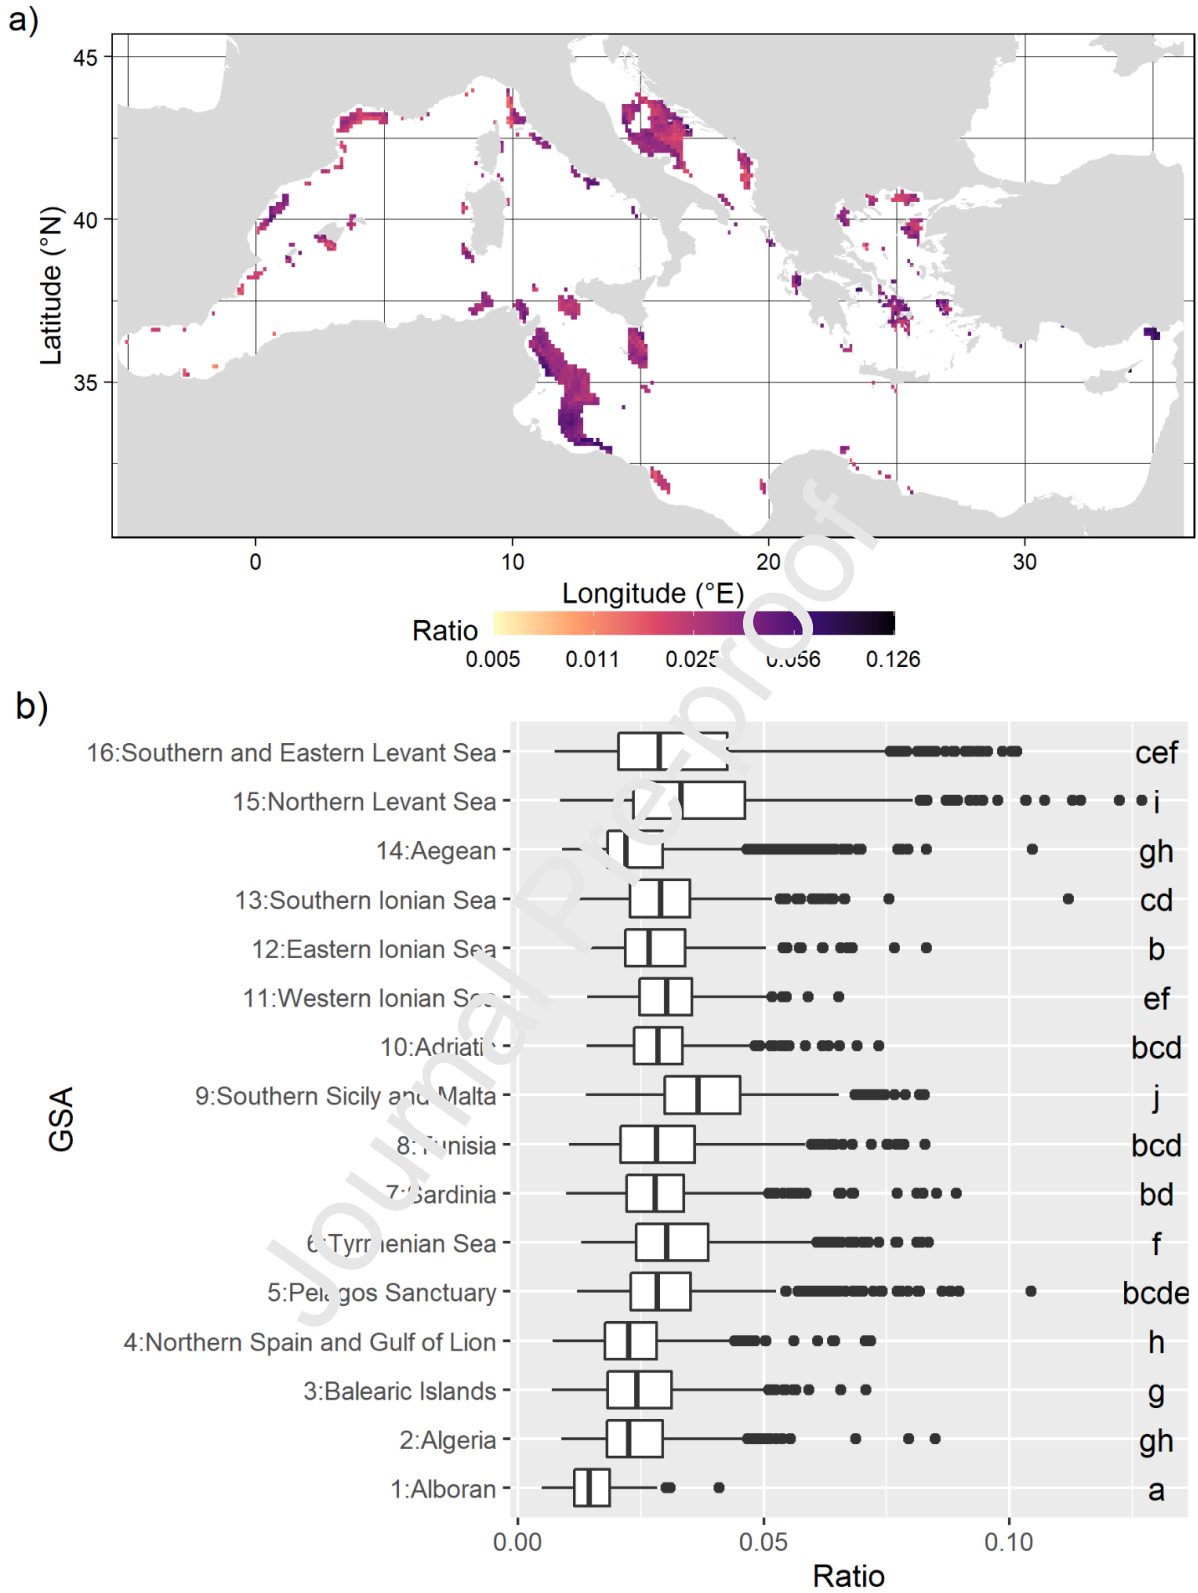 a)
45
40
35
Latitude (°N)
0 10 20 30
Longitude (°E)
Ratio
0.005 0.011 0.025 0.056 0.126
b)
16:Southern and Eastern Levant Sea cef
15:Northern Levant Sea i
14:Aegean gh
13:Southern Ionian Sea cd
12:Eastern Ionian Sea b
11:Western Ionian Sea ef
10:Adriatic bcd
9:Southern Sicily and Malta j
8:Tunisia bcd
7:Sardinia bd
6:Tyrrhenian Sea f
5:Pelagos Sanctuary bcde
4:Northern Spain and Gulf of Lion h
3:Balearic Islands g
2:Algeria gh
1:Alboran a
GSA
0.00 0.05 0.10
Ratio
Journal Pre-proof